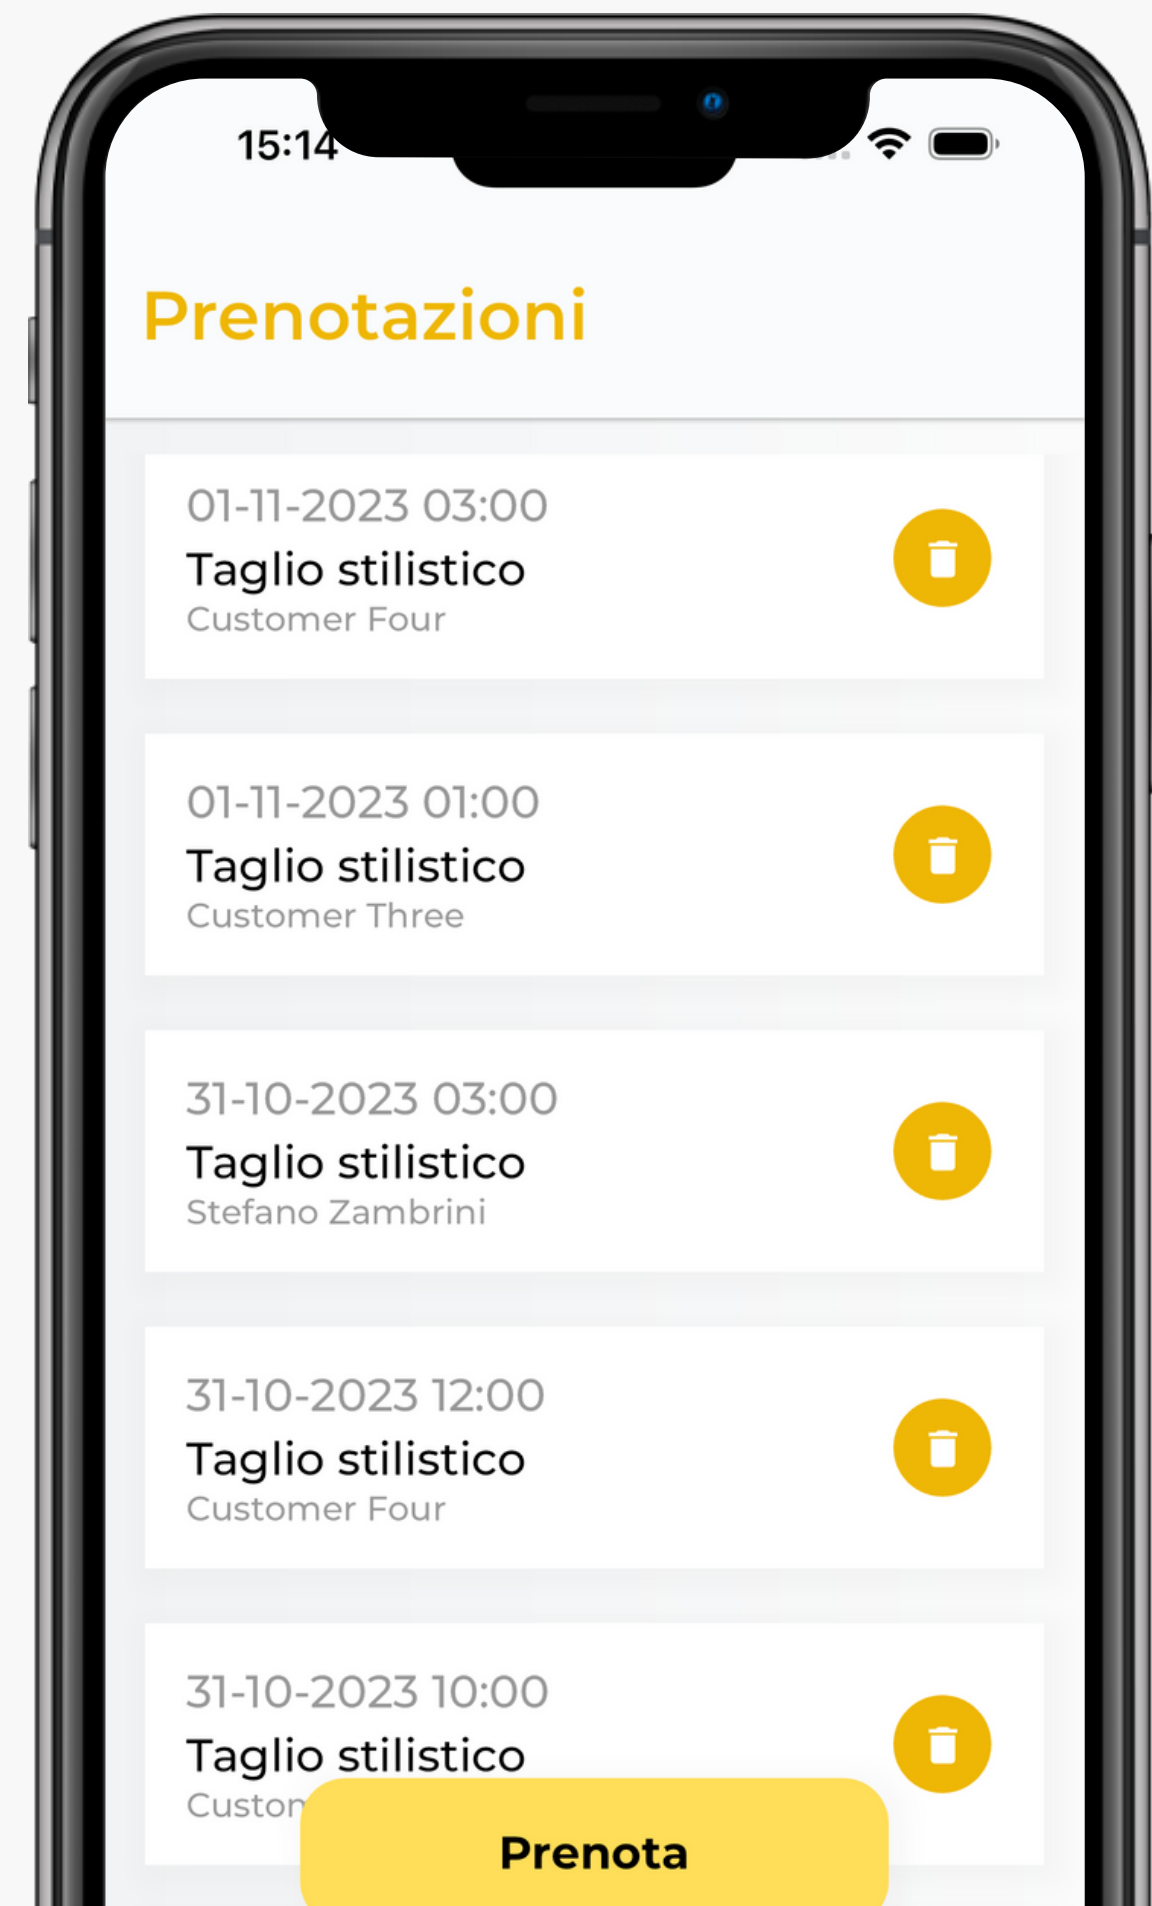 15:14
Prenotazioni
01-11-2023 03:00
Taglio stilistico
Customer Four
01-11-2023 01:00
Taglio stilistico
Customer Three
31-10-2023 03:00
Taglio stilistico
Stefano Zambrini
31-10-2023 12:00
Taglio stilistico
Customer Four
31-10-2023 10:00
Taglio stilistico
Prenota